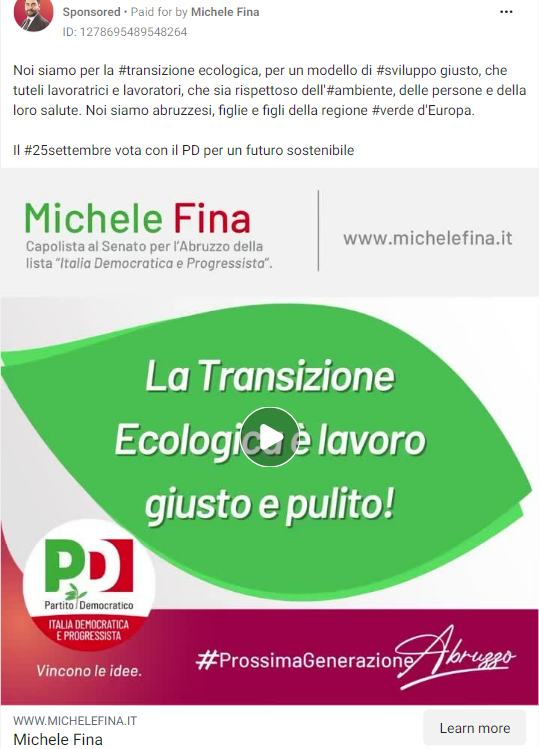 Sponsored • Paid for by Michele Fina
ID: 1278695489548264
Noi siamo per la #transizione ecologica, per un modello di #sviluppo giusto, che
tuteli lavoratrici e lavoratori, che sia rispettoso dell'#ambiente, delle persone e della
loro salute. Noi siamo abruzzesi, figlie e figli della regione #verde d'Europa.
Il #25settembre vota con il PD per un futuro sostenibile
Michele Fina
Capolista al Senato per l'Abruzzo della
lista "Italia Democratica e Progressista".
www.michelefina.it
La Transizione
Ecologica è lavoro
giusto e pulito!
PD
Partito Democratico
ITALIA DEMOCRATICA
E PROGRESSISTA
Vincono le idee.
#ProssimaGenerazione Abruzzo
WWW.MICHELEFINA.IT
Michele Fina
Learn more